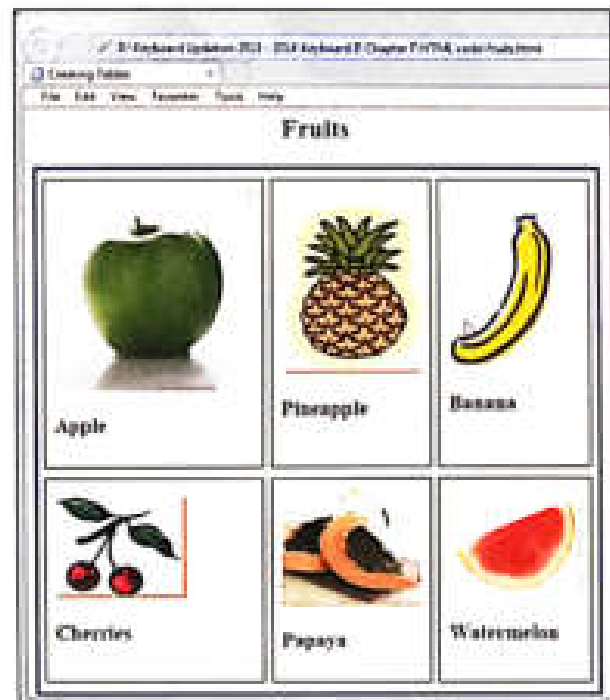 Creating Tables
File Edit View Favorites Tools Help
Fruits
Apple
Pineapple
Banana
Cherries
Papaya
Watermelon